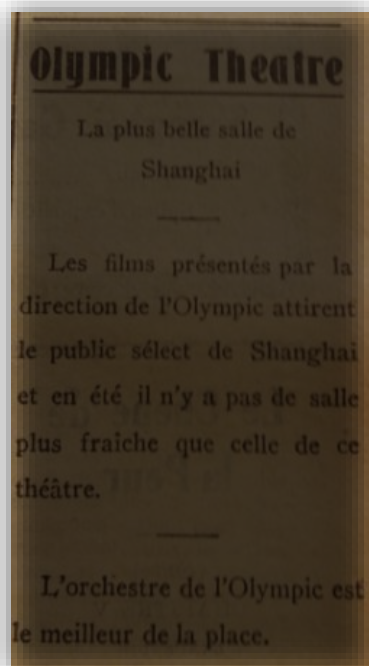 Olympic Theatre
La plus belle salle de
Shanghai
Les films présentés par la
direction de l'Olympic attirent
le public sélect de Shanghai
et en été il n'y a pas de salle
plus fraiche que celle de ce
théâtre.
L'orchestre de l'Olympic est
le meilleur de la place.